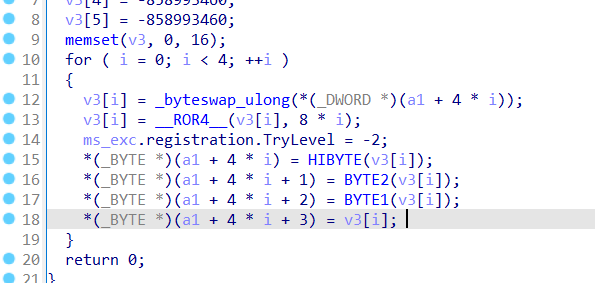 7 v3[4] = -858993460;
8 v3[5] = -858993460;
9 memset(v3, 0, 16);
10 for ( i = 0; i < 4; ++i )
11 {
12 v3[i] = _byteswap_ulong(*(_DWORD *)(a1 + 4 * i));
13 v3[i] = __ROR4__(v3[i], 8 * i);
14 ms_exc.registration.TryLevel = -2;
15 *(_BYTE *)(a1 + 4 * i) = HIBYTE(v3[i]);
16 *(_BYTE *)(a1 + 4 * i + 1) = BYTE2(v3[i]);
17 *(_BYTE *)(a1 + 4 * i + 2) = BYTE1(v3[i]);
18 *(_BYTE *)(a1 + 4 * i + 3) = v3[i];
19 }
20 return 0;
21 }